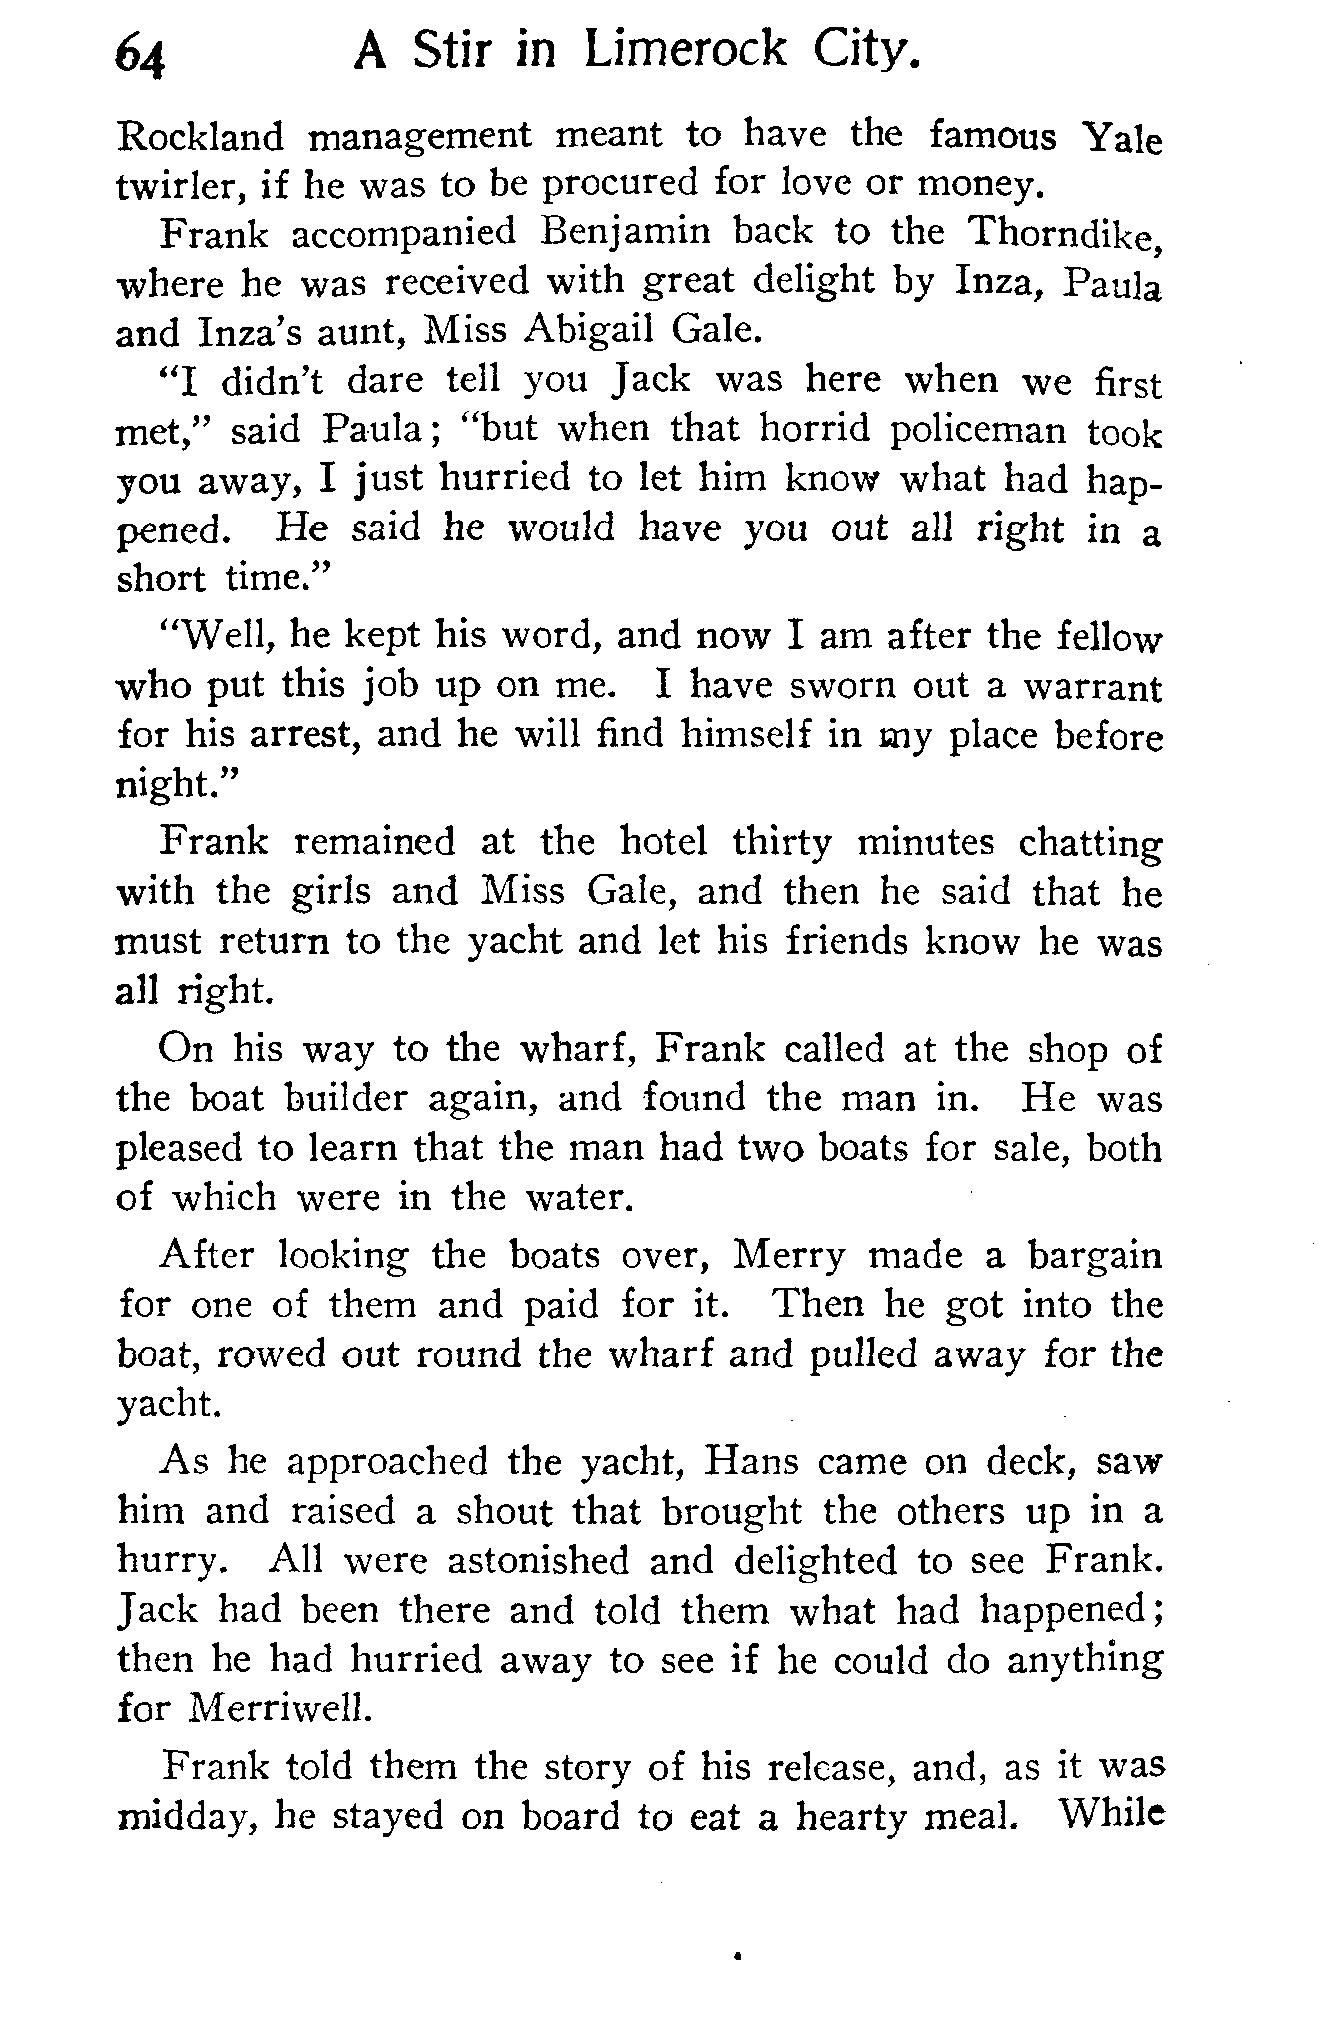 64 A Stir in Limerock City.
Rockland management meant to have the famous Yale
twirler, if he was to be procured for love or money.
Frank accompanied Benjamin back to the Thorndike,
where he was received with great delight by Inza, Paula
and Inza's aunt, Miss Abigail Gale.
“I didn't dare tell you Jack was here when we first
met,” said Paula; “but when that horrid policeman took
you away, I just hurried to let him know what had hap-
pened. He said he would have you out all right in a
short time.”
“Well, he kept his word, and now I am after the fellow
who put this job up on me. I have sworn out a warrant
for his arrest, and he will find himself in my place before
night.”
Frank remained at the hotel thirty minutes chatting
with the girls and Miss Gale, and then he said that he
must return to the yacht and let his friends know he was
all right.
On his way to the wharf, Frank called at the shop of
the boat builder again, and found the man in. He was
pleased to learn that the man had two boats for sale, both
of which were in the water.
After looking the boats over, Merry made a bargain
for one of them and paid for it. Then he got into the
boat, rowed out round the wharf and pulled away for the
yacht.
As he approached the yacht, Hans came on deck, saw
him and raised a shout that brought the others up in a
hurry. All were astonished and delighted to see Frank.
Jack had been there and told them what had happened;
then he had hurried away to see if he could do anything
for Merriwell.
Frank told them the story of his release, and, as it was
midday, he stayed on board to eat a hearty meal. While